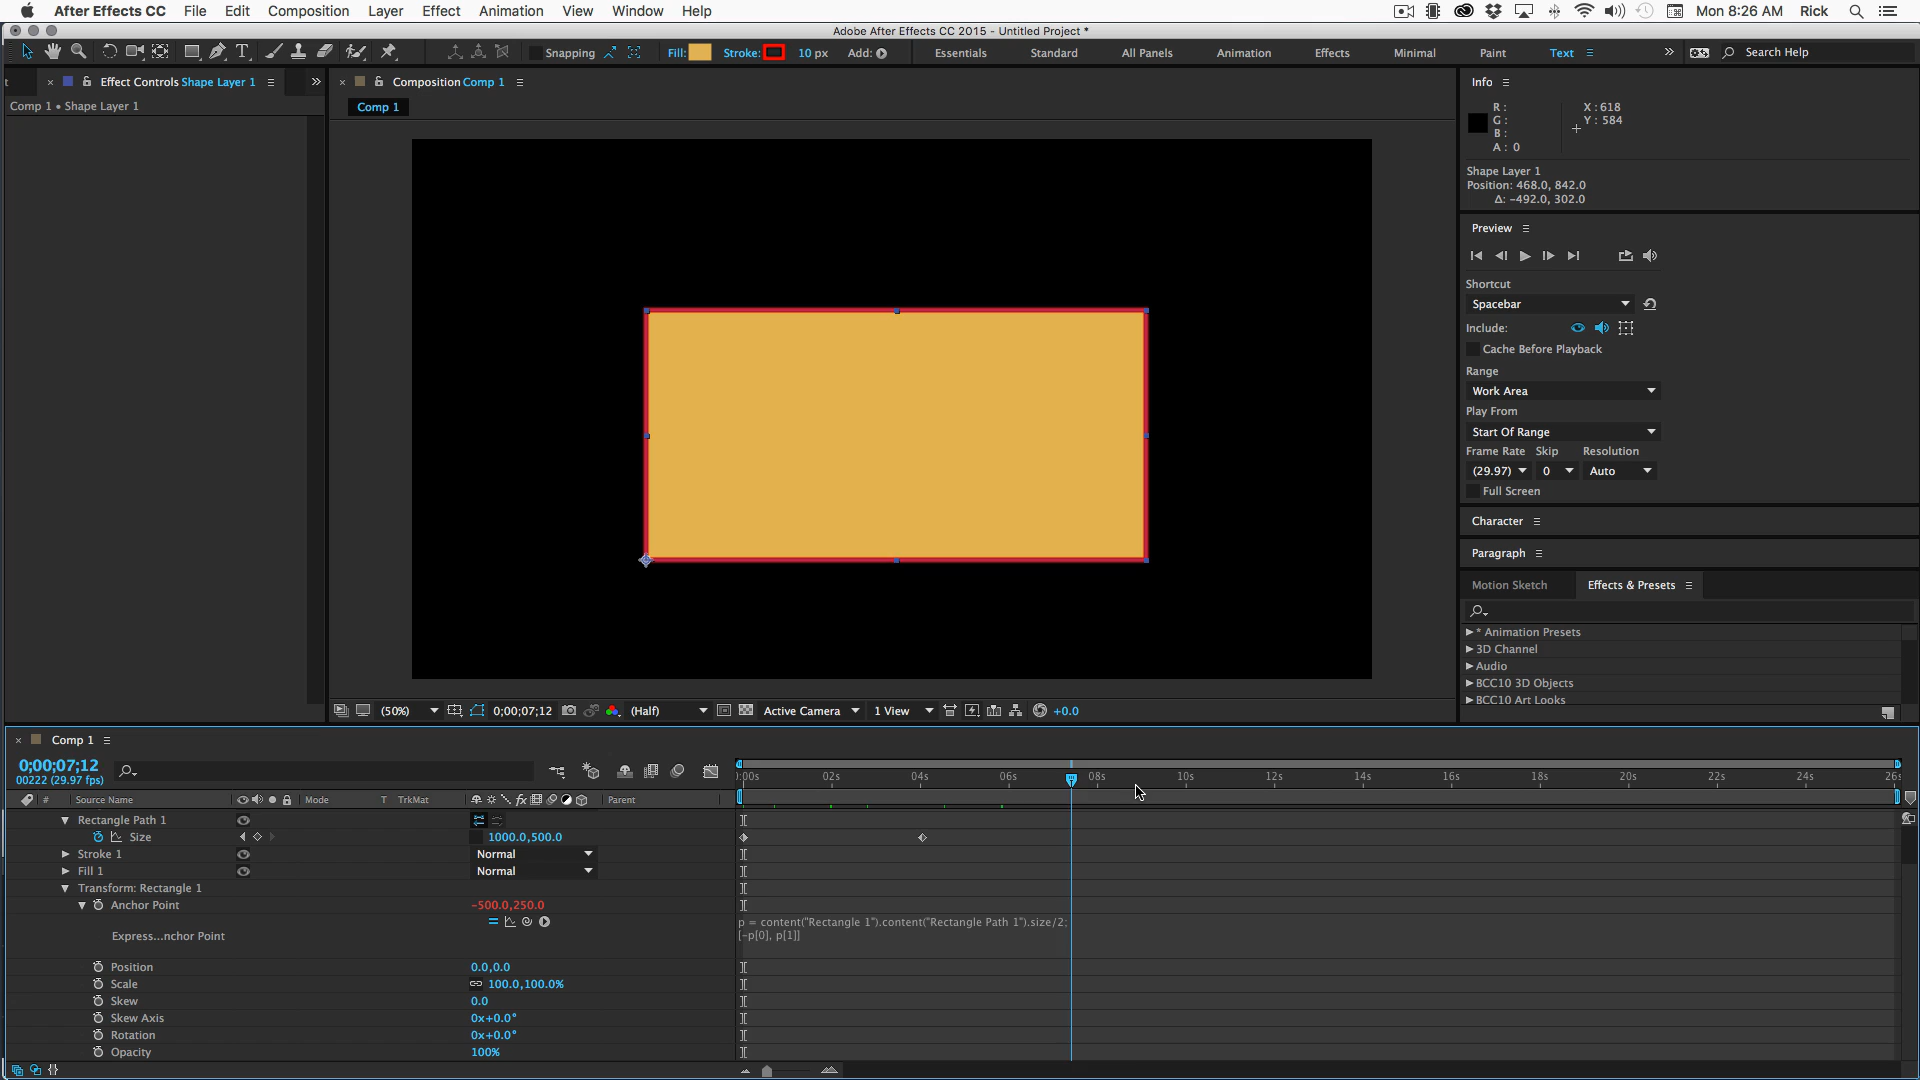 After Effects CC File Edit Composition Layer Effect Animation View Window Help Mon 8:26 AM Rick
Adobe After Effects CC 2015 - Untitled Project *
Snapping Fill: Stroke: 10 px Add: Essentials Standard All Panels Animation Effects Minimal Paint Text » Search Help
t × Effect Controls Shape Layer 1 » × Composition Comp 1
Comp 1 • Shape Layer 1
Comp 1
Info
R :
G :
B :
A : 0
X : 618
Y : 584
Shape Layer 1
Position: 468.0, 842.0
Δ: -492.0, 302.0
Preview
Shortcut
Spacebar
Include:
Cache Before Playback
Range
Work Area
Play From
Start Of Range
Frame Rate Skip Resolution
(29.97) 0 Auto
Full Screen
Character
Paragraph
Motion Sketch Effects & Presets
* Animation Presets
3D Channel
Audio
BCC10 3D Objects
BCC10 Art Looks
(50%) 0;00;07;12 (Half) Active Camera 1 View +0.0
× Comp 1
0;00;07;12
00222 (29.97 fps)
):00s 02s 04s 06s 08s 10s 12s 14s 16s 18s 20s 22s 24s 26s
# Source Name Mode T TrkMat fx Parent
Rectangle Path 1
Size 1000.0,500.0
Stroke 1 Normal
Fill 1 Normal
Transform: Rectangle 1
Anchor Point -500.0,250.0
p = content("Rectangle 1").content("Rectangle Path 1").size/2;
[-p[0], p[1]]
Express...nchor Point
Position 0.0,0.0
Scale 100.0,100.0%
Skew 0.0
Skew Axis 0x+0.0°
Rotation 0x+0.0°
Opacity 100%